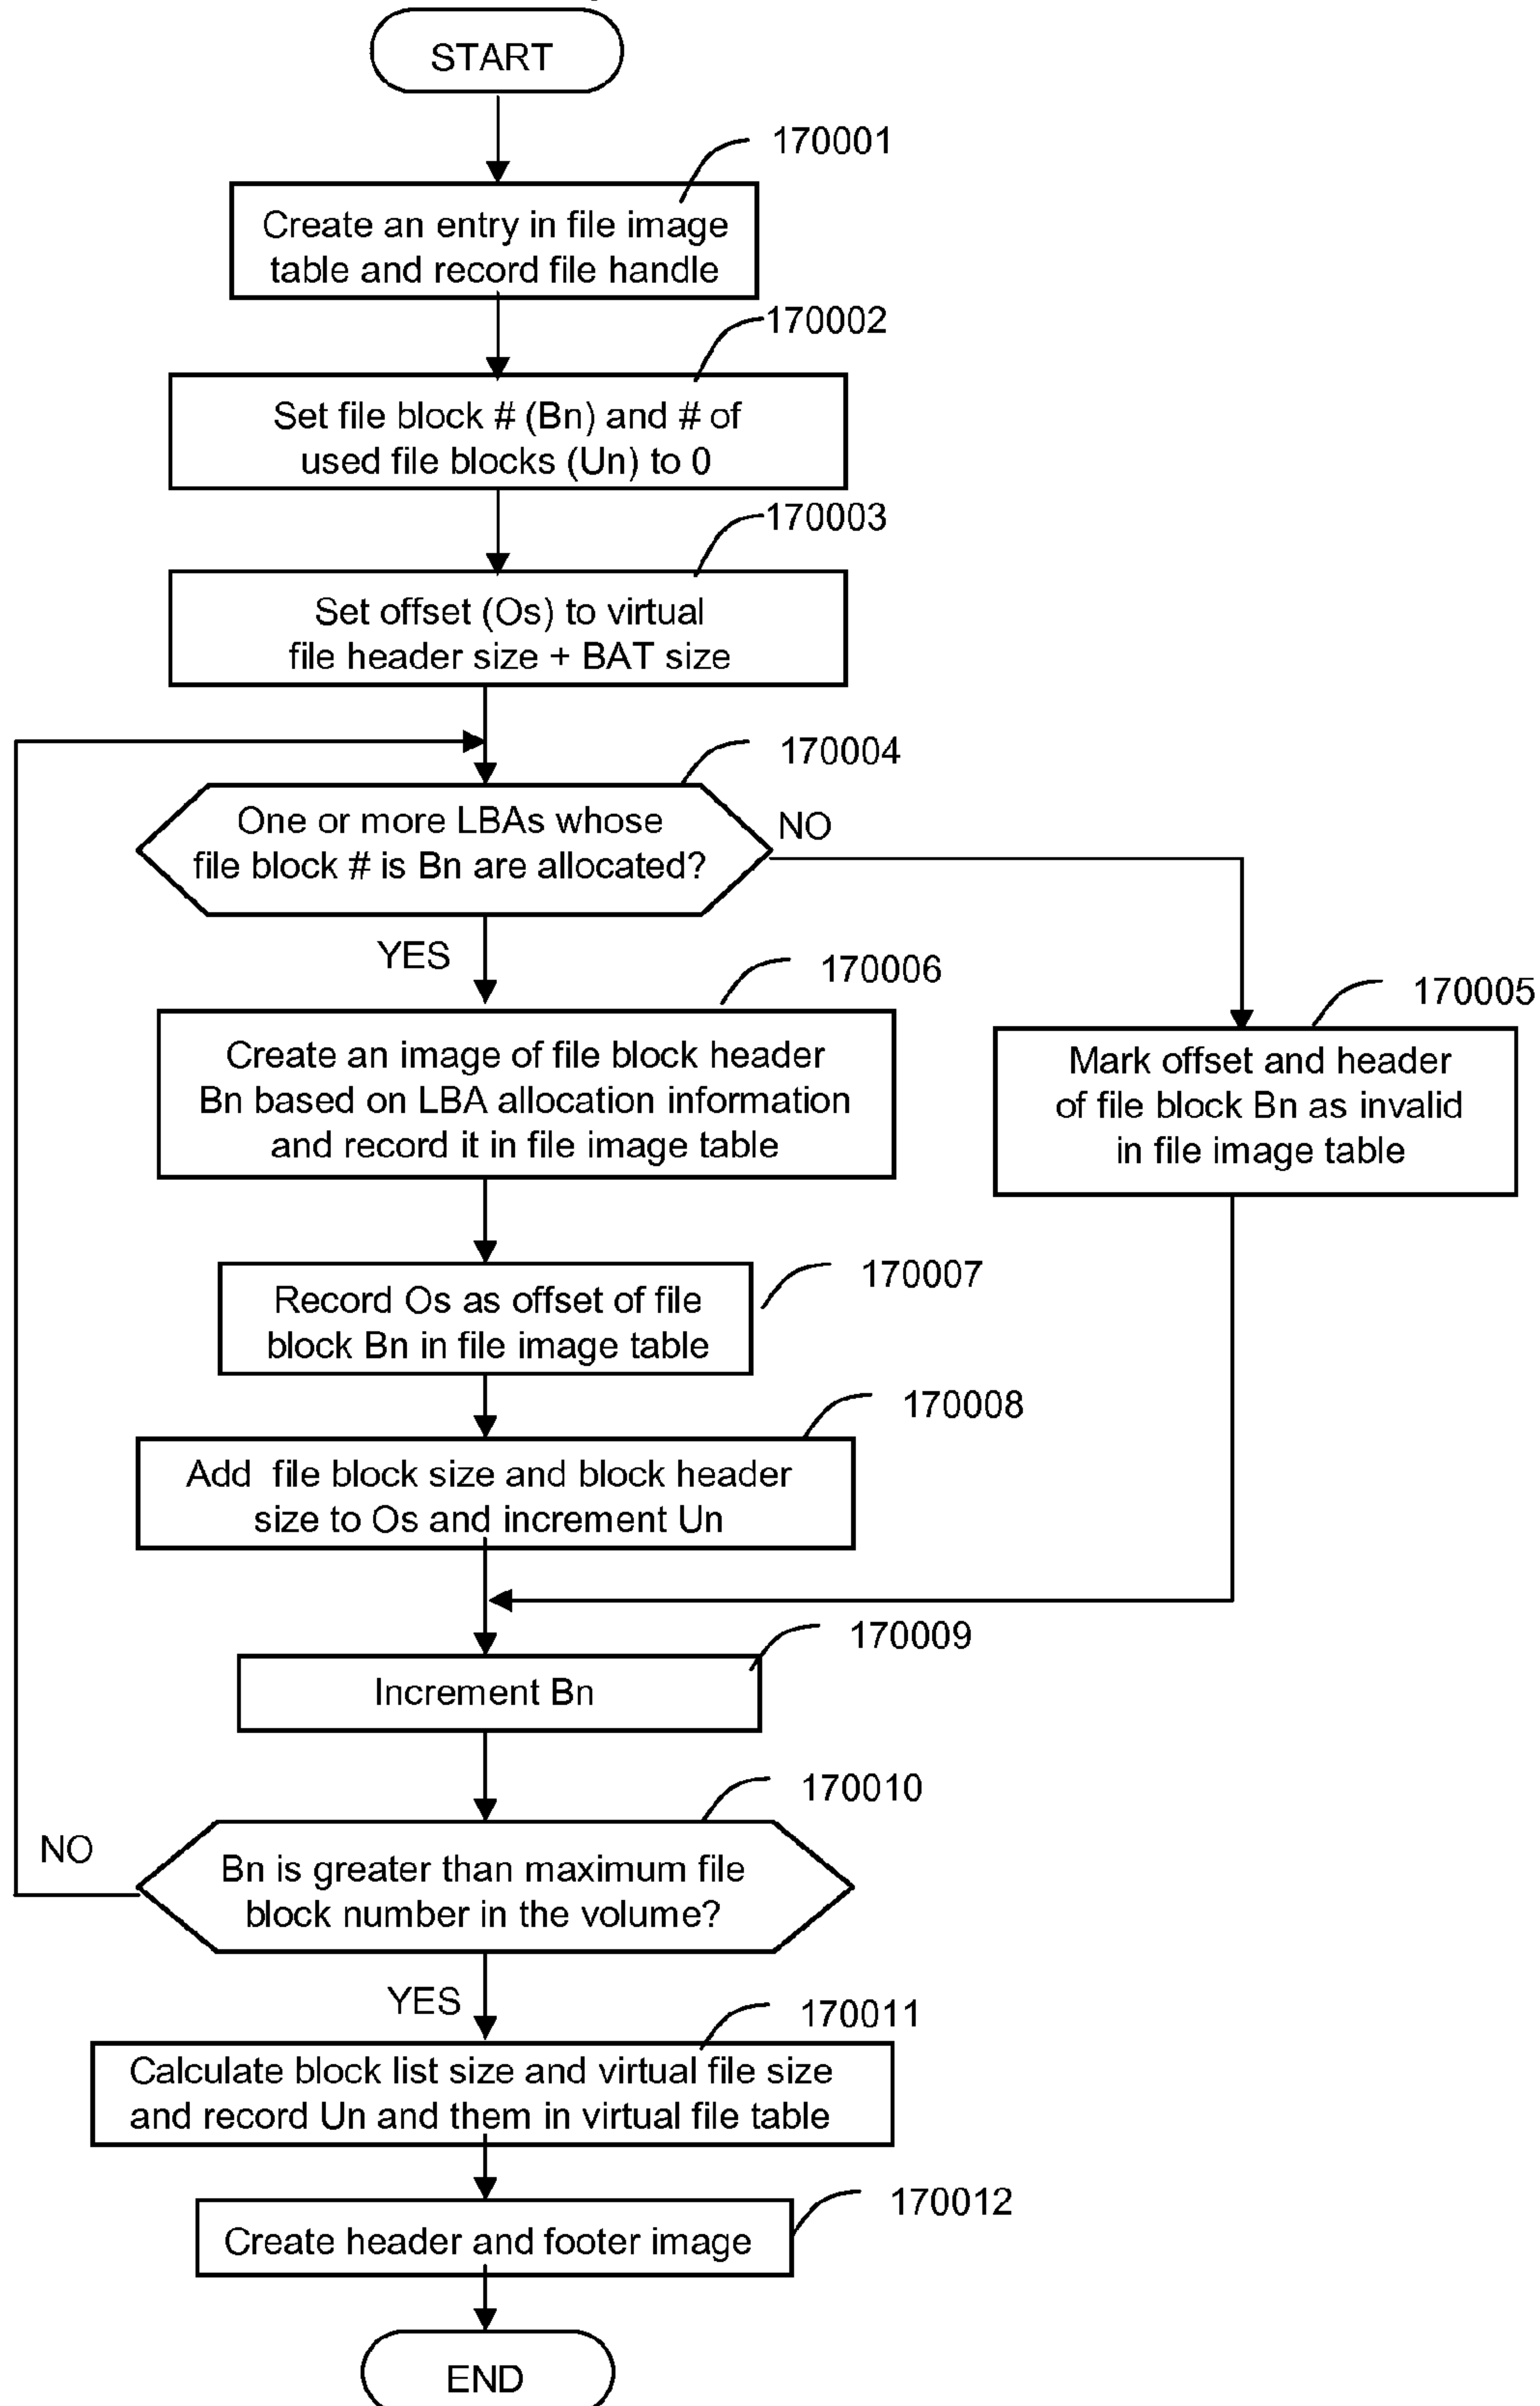 START
170001
Create an entry in file image
table and record file handle
170002
Set file block # (Bn) and # of
used file blocks (Un) to 0
170003
Set offset (Os) to virtual
file header size + BAT size
170004
One or more LBAs whose
file block # is Bn are allocated?
NO
YES
170006
Create an image of file block header
Bn based on LBA allocation information
and record it in file image table
170005
Mark offset and header
of file block Bn as invalid
in file image table
170007
Record Os as offset of file
block Bn in file image table
170008
Add file block size and block header
size to Os and increment Un
170009
Increment Bn
170010
Bn is greater than maximum file
block number in the volume?
NO
YES
170011
Calculate block list size and virtual file size
and record Un and them in virtual file table
170012
Create header and footer image
END